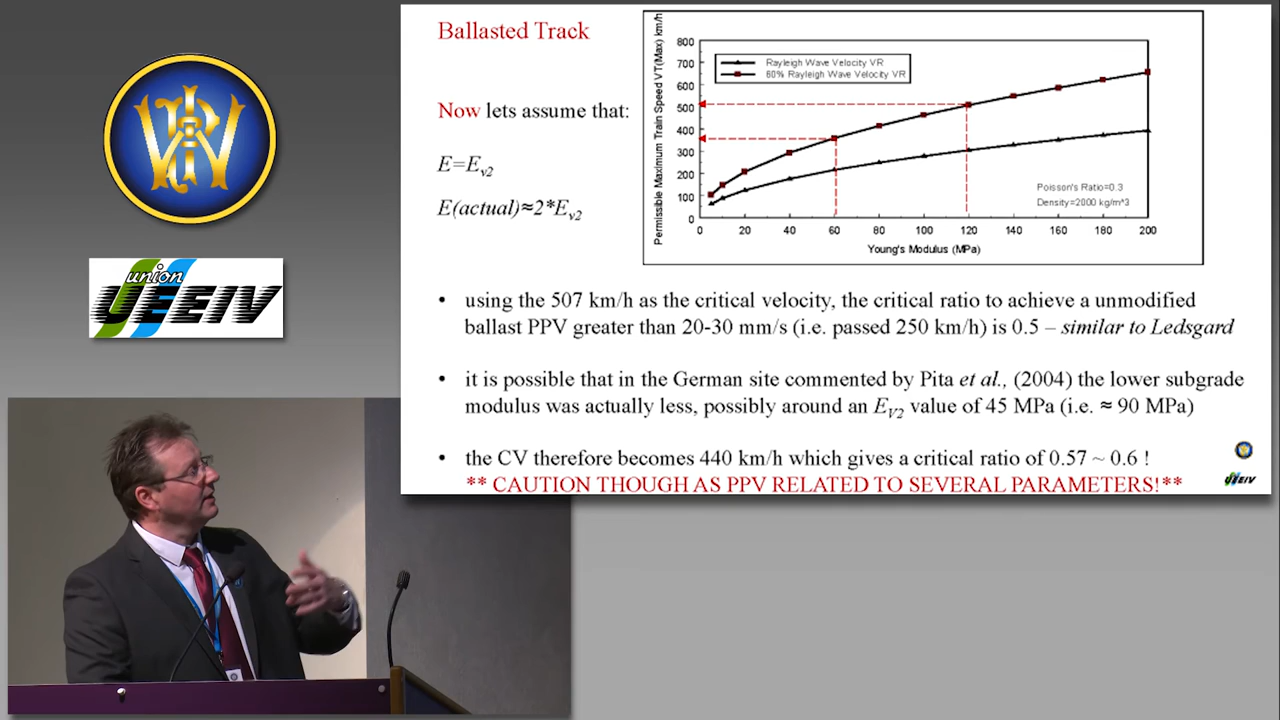 Ballasted Track
Now lets assume that:
E=Ev2
E(actual)≈2*Ev2
Permissible Maximum Train Speed VT(Max) km/h
800
700
600
500
400
300
200
100
0
Rayleigh Wave Velocity VR
60% Rayleigh Wave Velocity VR
Poisson's Ratio=0.3
Density=2000 kg/m^3
0 20 40 60 80 100 120 140 160 180 200
Young's Modulus (MPa)
• using the 507 km/h as the critical velocity, the critical ratio to achieve a unmodified
ballast PPV greater than 20-30 mm/s (i.e. passed 250 km/h) is 0.5 – similar to Ledsgard
• it is possible that in the German site commented by Pita et al., (2004) the lower subgrade
modulus was actually less, possibly around an EV2 value of 45 MPa (i.e. ≈ 90 MPa)
• the CV therefore becomes 440 km/h which gives a critical ratio of 0.57 ~ 0.6 !
** CAUTION THOUGH AS PPV RELATED TO SEVERAL PARAMETERS!**
union
UEEIV
UEEIV